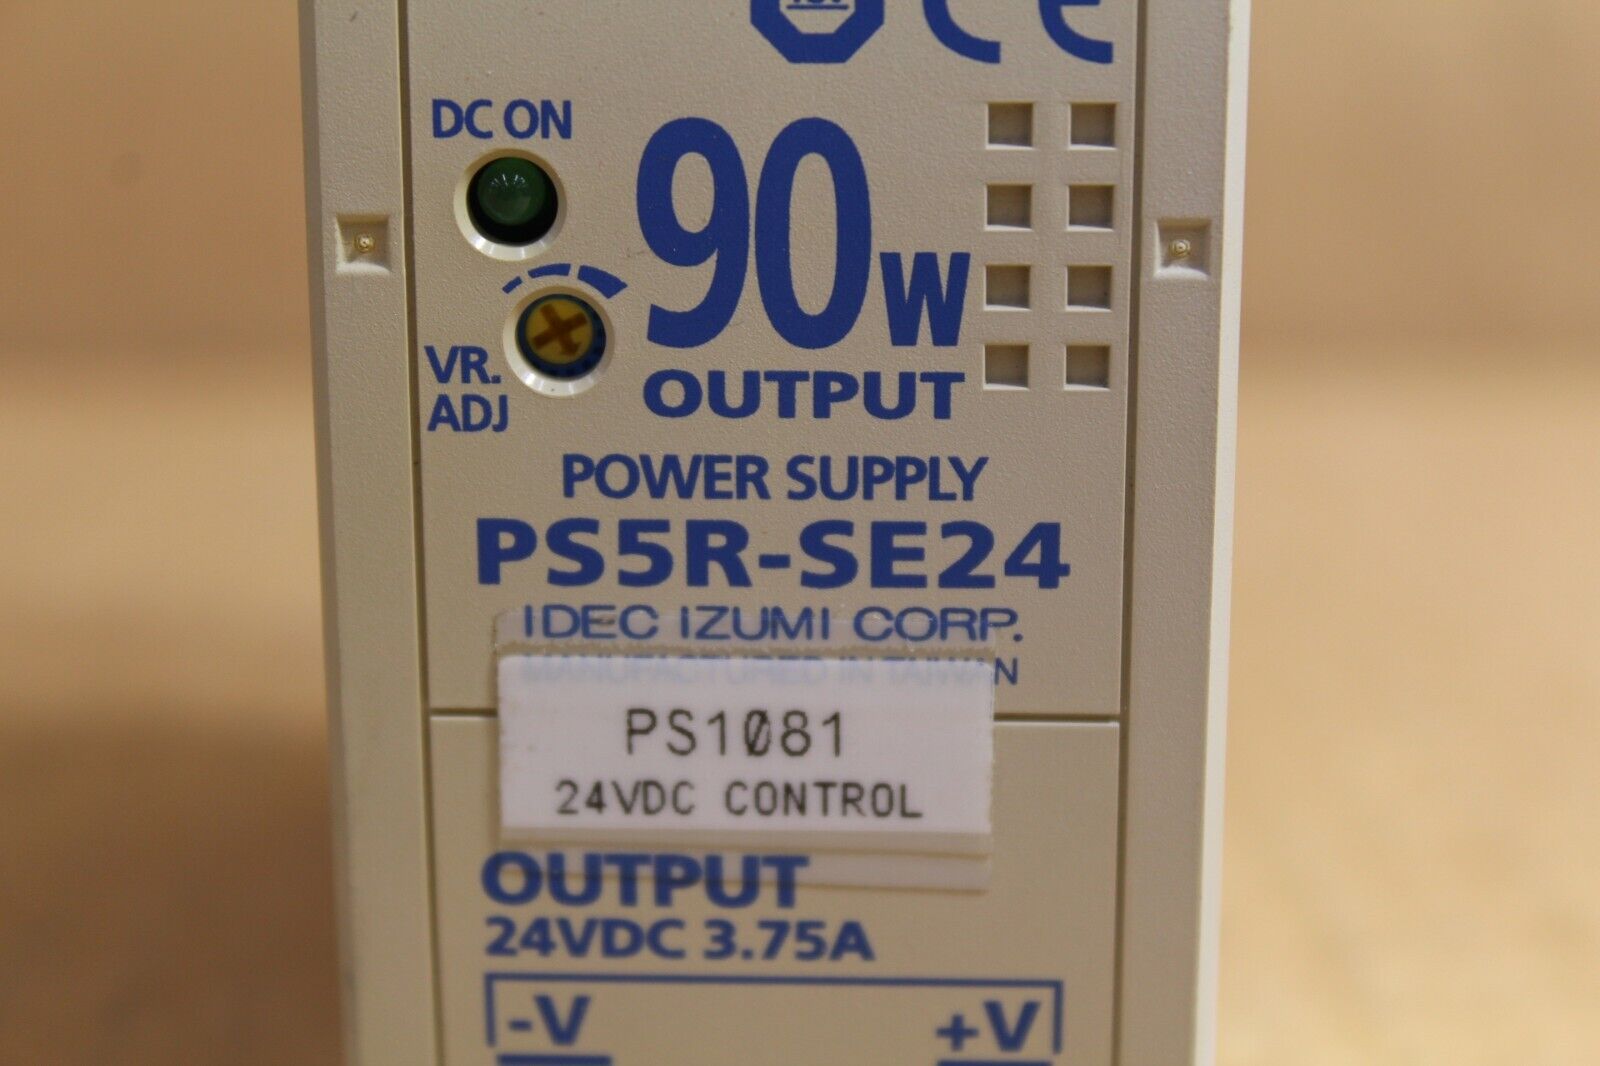 CE
DC ON
90W
OUTPUT
VR.
ADJ
POWER SUPPLY
PS5R-SE24
IDEC IZUMI CORP.
MANUFACTURED IN TAIWAN
PS1081
24VDC CONTROL
OUTPUT
24VDC 3.75A
-V +V